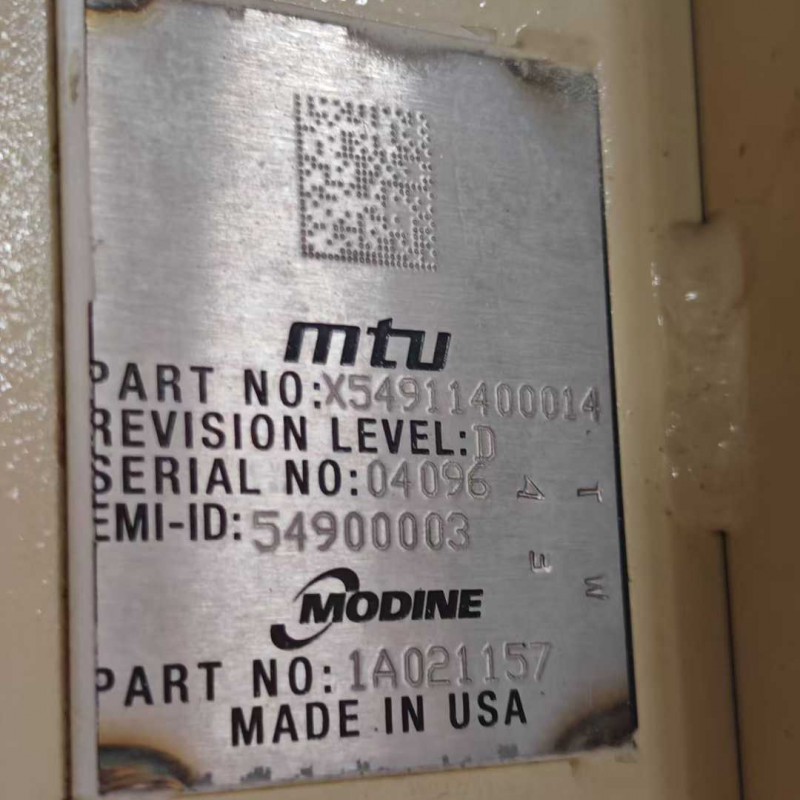 mtu
PART NO:X54911400014
REVISION LEVEL:D
SERIAL NO:04096
EMI-ID:54900003
T
4
E
W
MODINE
PART NO:1A021157
MADE IN USA